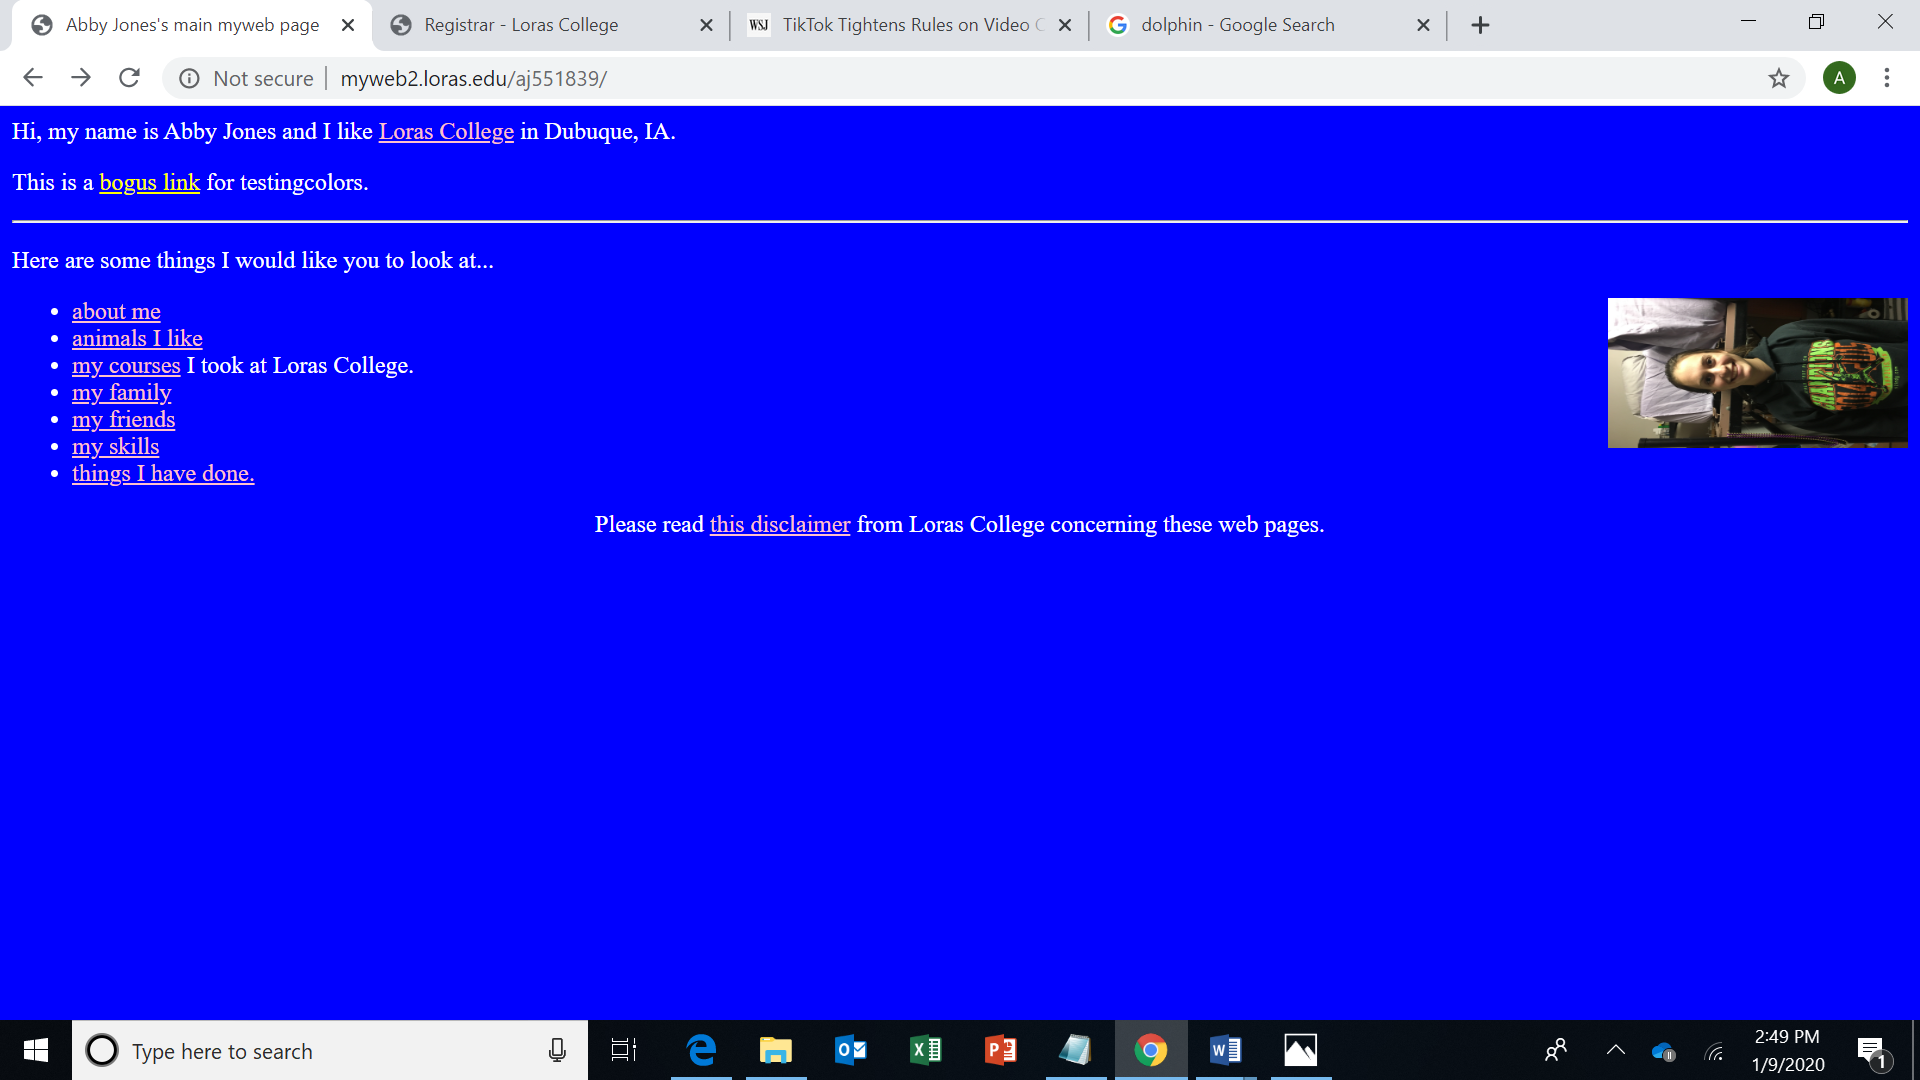 Abby Jones's main myweb page
Registrar - Loras College
WSJ TikTok Tightens Rules on Video
dolphin - Google Search
Not secure myweb2.loras.edu/aj551839/
A
Hi, my name is Abby Jones and I like Loras College in Dubuque, IA.
This is a bogus link for testingcolors.
Here are some things I would like you to look at...
about me
animals I like
my courses I took at Loras College.
my family
my friends
my skills
things I have done.
Please read this disclaimer from Loras College concerning these web pages.
Type here to search
2:49 PM
1/9/2020
1